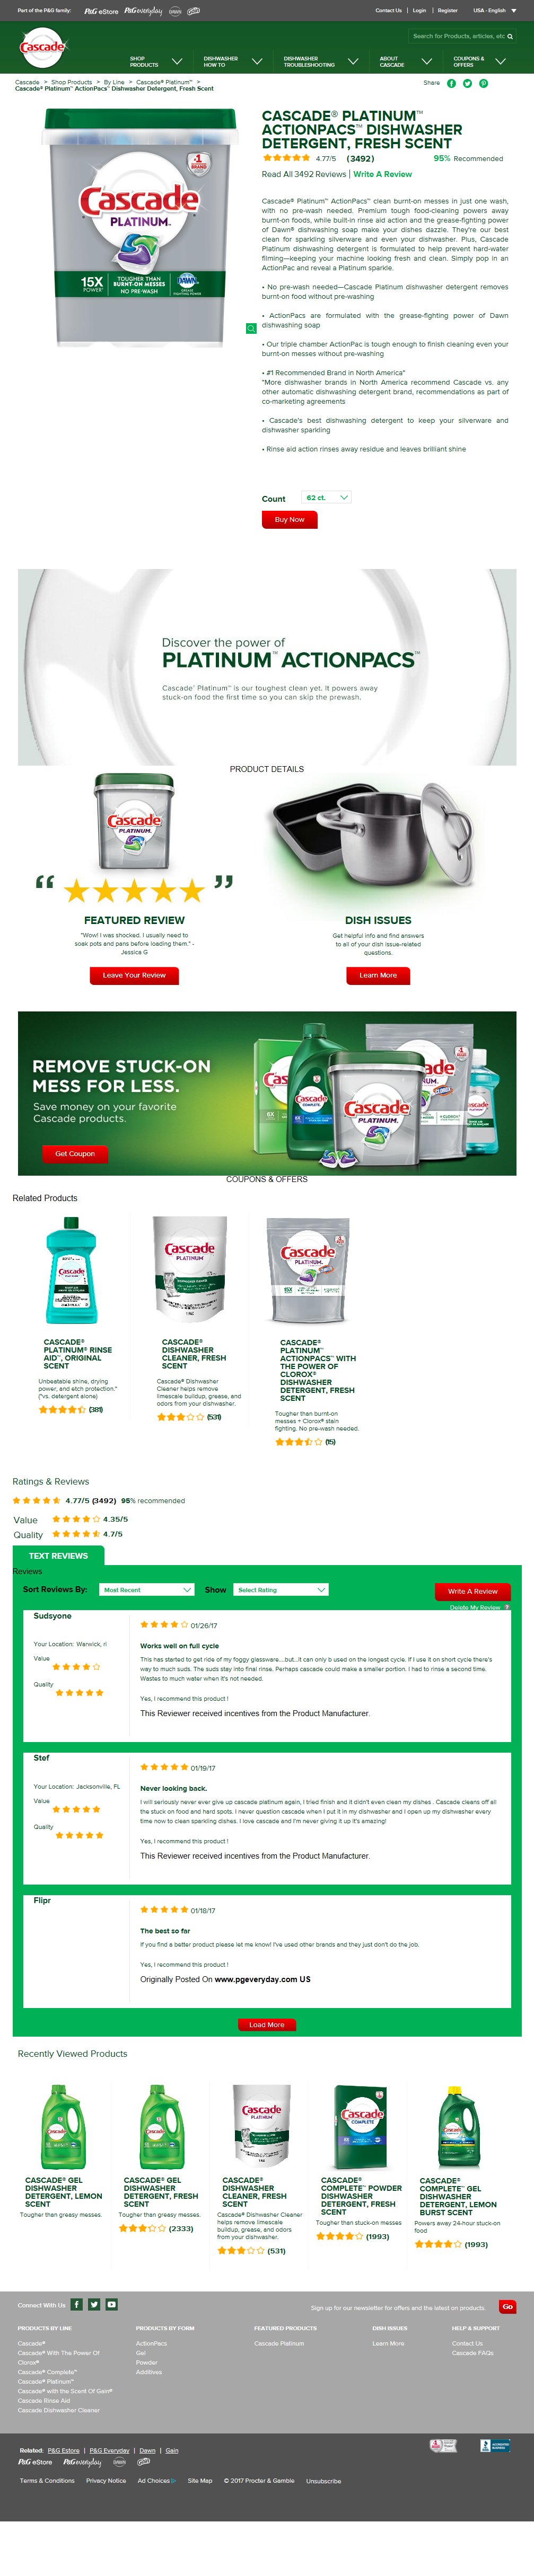 Part of the P&G family: P&G eStore P&G everyday DAWN
Contact Us | Login | Register USA - English
Cascade
Search for Products, articles, etc
SHOP PRODUCTS
DISHWASHER HOW TO
DISHWASHER TROUBLESHOOTING
ABOUT CASCADE
COUPONS & OFFERS
Cascade > Shop Products > By Line > Cascade® Platinum™ >
Cascade® Platinum™ ActionPacs™ Dishwasher Detergent, Fresh Scent
Share
Cascade
PLATINUM.
15X POWER
TOUGHER THAN BURNT-ON MESSES NO PRE-WASH
DAWN GREASE FIGHTING POWER
CASCADE® PLATINUM™
ACTIONPACS™ DISHWASHER
DETERGENT, FRESH SCENT
4.77/5 (3492) 95% Recommended
Read All 3492 Reviews | Write A Review
Cascade® Platinum™ ActionPacs™ clean burnt-on messes in just one wash,
with no pre-wash needed. Premium tough food-cleaning powers away
burnt-on foods, while built-in rinse aid action and the grease-fighting power
of Dawn® dishwashing soap make your dishes dazzle. They're our best
clean for sparkling silverware and even your dishwasher. Plus, Cascade
Platinum dishwashing detergent is formulated to help prevent hard-water
filming—keeping your machine looking fresh and clean. Simply pop in an
ActionPac and reveal a Platinum sparkle.
• No pre-wash needed—Cascade Platinum dishwasher detergent removes
burnt-on food without pre-washing
• ActionPacs are formulated with the grease-fighting power of Dawn
dishwashing soap
• Our triple chamber ActionPac is tough enough to finish cleaning even your
burnt-on messes without pre-washing
• #1 Recommended Brand in North America*
"More dishwasher brands in North America recommend Cascade vs. any
other automatic dishwashing detergent brand, recommendations as part of
co-marketing agreements
• Cascade's best dishwashing detergent to keep your silverware and
dishwasher sparkling
• Rinse aid action rinses away residue and leaves brilliant shine
Count 62 ct.
Buy Now
Discover the power of
PLATINUM™ ACTIONPACS™
Cascade® Platinum™ is our toughest clean yet. It powers away
stuck-on food the first time so you can skip the prewash.
PRODUCT DETAILS
Cascade
PLATINUM.
“ ”
FEATURED REVIEW
"Wow! I was shocked. I usually need to
soak pots and pans before loading them." -
Jessica G
Leave Your Review
DISH ISSUES
Get helpful info and find answers
to all of your dish issue-related
questions.
Learn More
REMOVE STUCK-ON
MESS FOR LESS.
Save money on your favorite
Cascade products.
Get Coupon
COUPONS & OFFERS
Related Products
CASCADE®
PLATINUM® RINSE
AID™, ORIGINAL
SCENT
Unbeatable shine, drying
power, and etch protection.*
(*vs. detergent alone)
(381)
CASCADE®
DISHWASHER
CLEANER, FRESH
SCENT
Cascade® Dishwasher
Cleaner helps remove
limescale buildup, grease, and
odors from your dishwasher.
(531)
CASCADE®
PLATINUM™
ACTIONPACS™ WITH
THE POWER OF
CLOROX®
DISHWASHER
DETERGENT, FRESH
SCENT
Tougher than burnt-on
messes + Clorox® stain
fighting. No pre-wash needed.
(15)
Ratings & Reviews
4.77/5 (3492) 95% recommended
Value 4.35/5
Quality 4.7/5
TEXT REVIEWS
Reviews
Sort Reviews By: Most Recent Show Select Rating
Write A Review
Delete My Review ?
Sudsyone
Your Location: Warwick, ri
Value
Quality
01/26/17
Works well on full cycle
This has started to get ride of my foggy glassware....but...it can only b used on the longest cycle. If I use it on short cycle there's
way to much suds. The suds stay into final rinse. Perhaps cascade could make a smaller portion. I had to rinse a second time.
Wastes to much water when it's not needed.
Yes, I recommend this product !
This Reviewer received incentives from the Product Manufacturer.
Stef
Your Location: Jacksonville, FL
Value
Quality
01/19/17
Never looking back.
I will seriously never ever give up cascade platinum again, I tried finish and it didn't even clean my dishes . Cascade cleans off all
the stuck on food and hard spots. I never question cascade when I put it in my dishwasher and I open up my dishwasher every
time now to clean sparkling dishes. I love cascade and I'm never giving it up it's amazing!
Yes, I recommend this product !
This Reviewer received incentives from the Product Manufacturer.
Flipr
01/18/17
The best so far
If you find a better product please let me know! I've used other brands and they just don't do the job.
Yes, I recommend this product !
Originally Posted On www.pgeveryday.com US
Load More
Recently Viewed Products
CASCADE® GEL
DISHWASHER
DETERGENT, LEMON
SCENT
Tougher than greasy messes.
CASCADE® GEL
DISHWASHER
DETERGENT, FRESH
SCENT
Tougher than greasy messes.
(2333)
CASCADE®
DISHWASHER
CLEANER, FRESH
SCENT
Cascade® Dishwasher Cleaner
helps remove limescale
buildup, grease, and odors
from your dishwasher.
(531)
CASCADE®
COMPLETE™ POWDER
DISHWASHER
DETERGENT, FRESH
SCENT
Tougher than stuck-on messes
(1993)
CASCADE®
COMPLETE™ GEL
DISHWASHER
DETERGENT, LEMON
BURST SCENT
Powers away 24-hour stuck-on
food
(1993)
Connect With Us
Sign up for our newsletter for offers and the latest on products. Go
PRODUCTS BY LINE
Cascade®
Cascade® With The Power Of
Clorox®
Cascade® Complete™
Cascade® Platinum™
Cascade® with the Scent Of Gain®
Cascade Rinse Aid
Cascade Dishwasher Cleaner
PRODUCTS BY FORM
ActionPacs
Gel
Powder
Additives
FEATURED PRODUCTS
Cascade Platinum
DISH ISSUES
Learn More
HELP & SUPPORT
Contact Us
Cascade FAQs
Related: P&G Estore | P&G Everyday | Dawn | Gain
P&G eStore P&G everyday DAWN
ACCREDITED BUSINESS
Terms & Conditions Privacy Notice Ad Choices Site Map © 2017 Procter & Gamble Unsubscribe